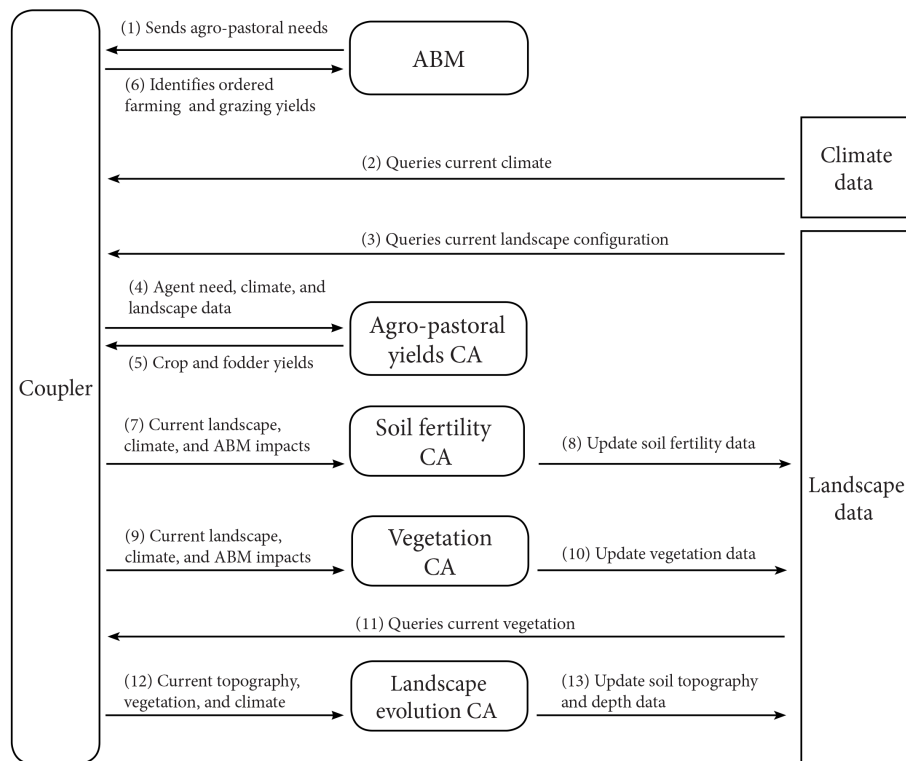 (1) Sends agro-pastoral needs
ABM
(6) Identifies ordered
farming and grazing yields
Climate
data
(2) Queries current climate
(3) Queries current landscape configuration
(4) Agent need, climate, and
landscape data
Agro-pastoral
yields CA
(5) Crop and fodder yields
Coupler
(7) Current landscape,
climate, and ABM impacts
Soil fertility
CA
(8) Update soil fertility data
Landscape
data
(9) Current landscape,
climate, and ABM impacts
Vegetation
CA
(10) Update vegetation data
(11) Queries current vegetation
(12) Current topography,
vegetation, and climate
Landscape
evolution CA
(13) Update soil topography
and depth data